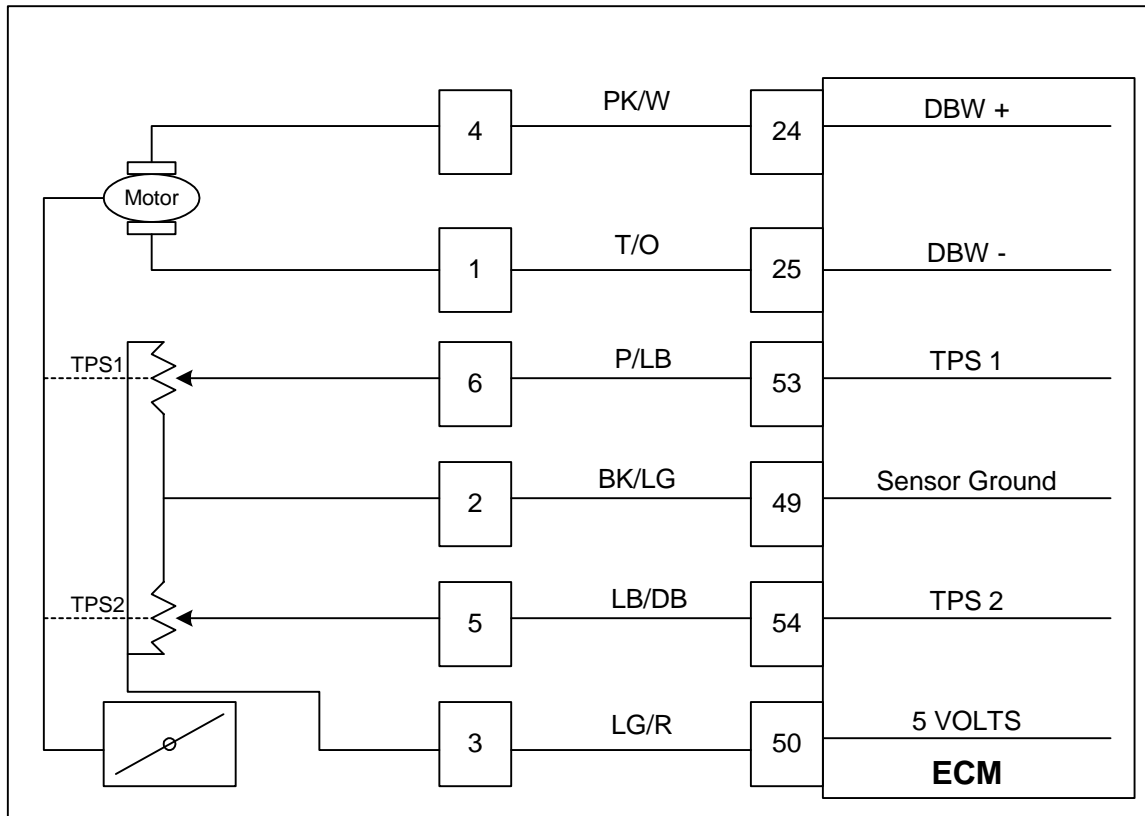 4 PK/W 24 DBW +
Motor
1 T/O 25 DBW -
TPS1 6 P/LB 53 TPS 1
2 BK/LG 49 Sensor Ground
TPS2 5 LB/DB 54 TPS 2
3 LG/R 50 5 VOLTS
ECM